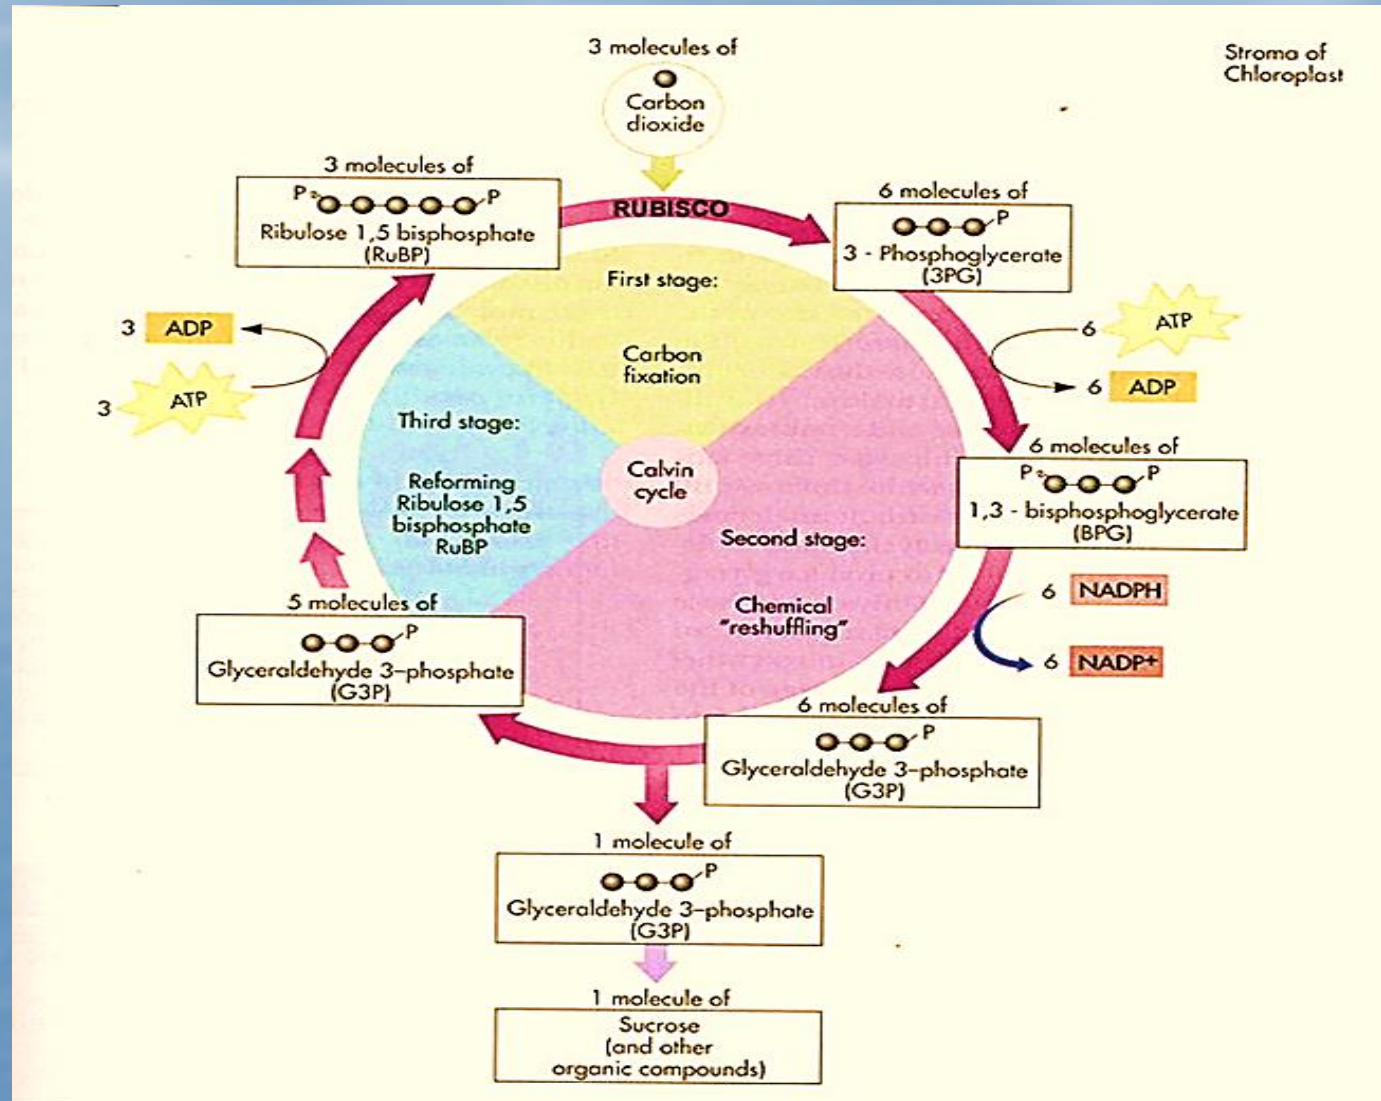 3 molecules of
Carbon
dioxide
Stroma of
Chloroplast
3 molecules of
P P
Ribulose 1,5 bisphosphate
(RuBP)
RUBISCO
6 molecules of
P
3 - Phosphoglycerate
(3PG)
First stage:
Carbon
fixation
6 ATP
6 ADP
3 ADP
3 ATP
Third stage:
Reforming
Ribulose 1,5
bisphosphate
RuBP
Calvin
cycle
6 molecules of
P P
1,3 - bisphosphoglycerate
(BPG)
Second stage:
Chemical
"reshuffling"
6 NADPH
6 NADP+
5 molecules of
P
Glyceraldehyde 3-phosphate
(G3P)
6 molecules of
P
Glyceraldehyde 3-phosphate
(G3P)
1 molecule of
P
Glyceraldehyde 3-phosphate
(G3P)
1 molecule of
Sucrose
(and other
organic compounds)